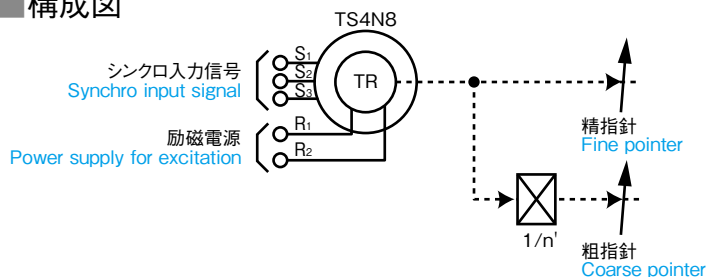 ■構成図
TS4N8
シンクロ入力信号
Synchro input signal
S1
S2
S3
TR
励磁電源
Power supply for excitation
R1
R2
精指針
Fine pointer
1/n'
粗指針
Coarse pointer